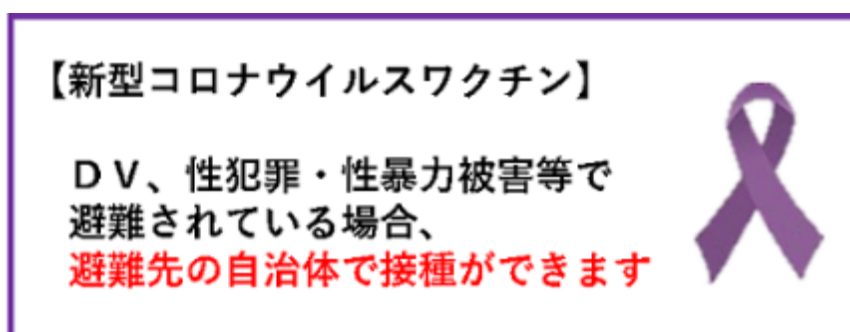 【新型コロナウイルスワクチン】
ＤＶ、性犯罪・性暴力被害等で
避難されている場合、
避難先の自治体で接種ができます